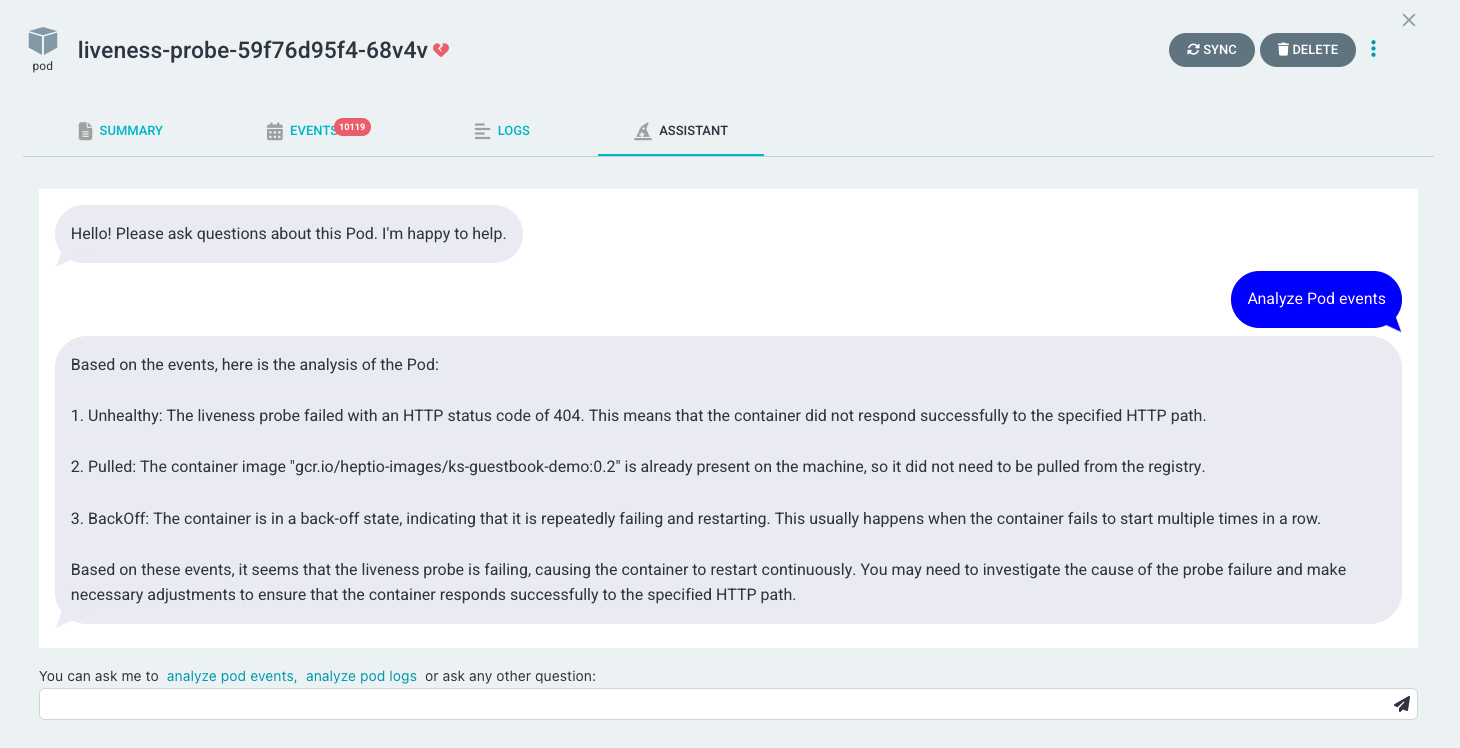 liveness-probe-59f76d95f4-68v4v
pod
SYNC
DELETE
SUMMARY
EVENTS 10119
LOGS
ASSISTANT
Hello! Please ask questions about this Pod. I'm happy to help.
Analyze Pod events
Based on the events, here is the analysis of the Pod:
1. Unhealthy: The liveness probe failed with an HTTP status code of 404. This means that the container did not respond successfully to the specified HTTP path.
2. Pulled: The container image "gcr.io/heptio-images/ks-guestbook-demo:0.2" is already present on the machine, so it did not need to be pulled from the registry.
3. BackOff: The container is in a back-off state, indicating that it is repeatedly failing and restarting. This usually happens when the container fails to start multiple times in a row.
Based on these events, it seems that the liveness probe is failing, causing the container to restart continuously. You may need to investigate the cause of the probe failure and make
necessary adjustments to ensure that the container responds successfully to the specified HTTP path.
You can ask me to analyze pod events, analyze pod logs or ask any other question: